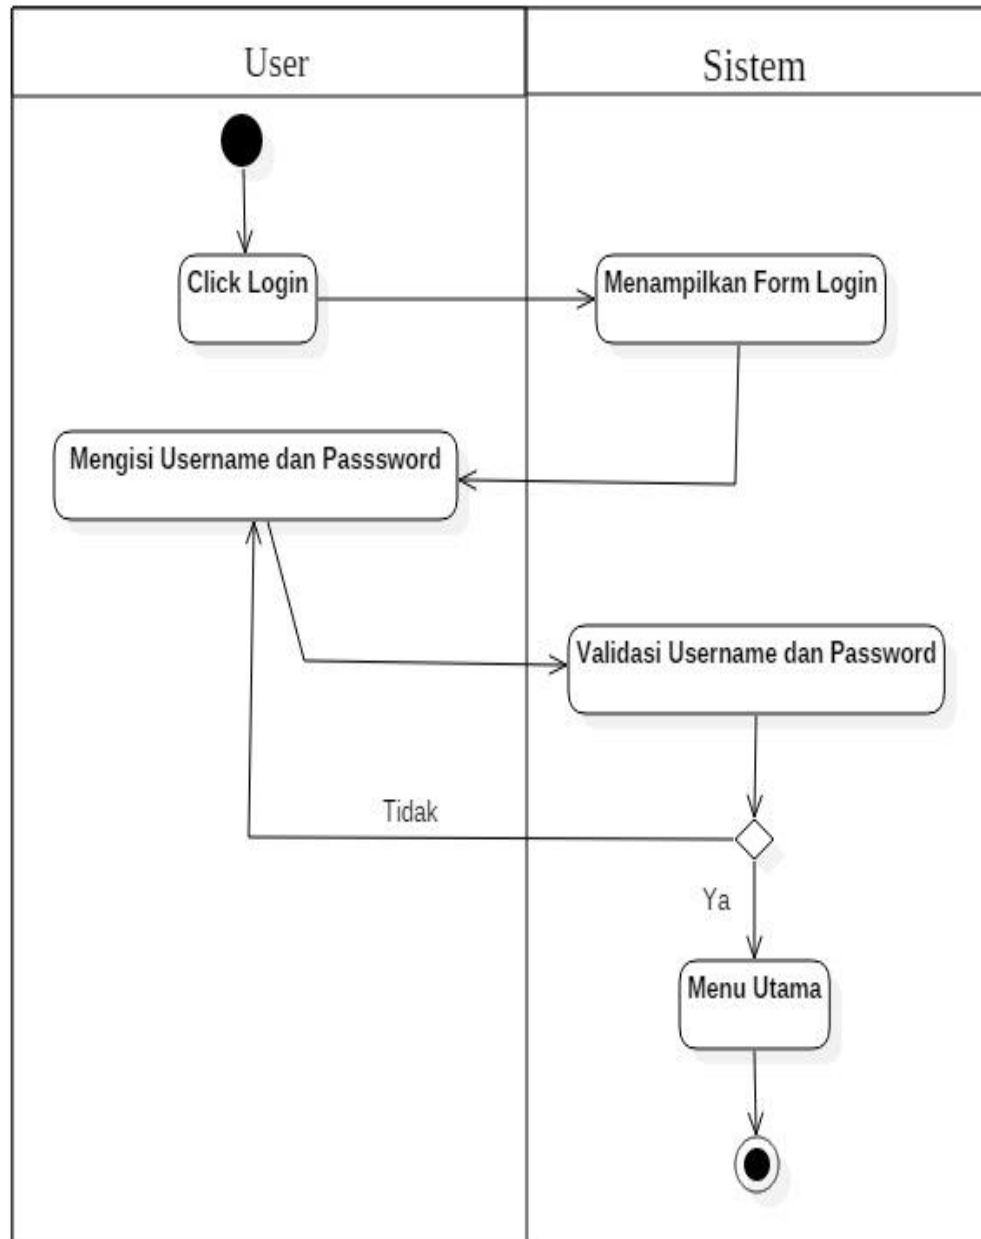 User
Sistem
Click Login
Menampilkan Form Login
Mengisi Username dan Passsword
Validasi Username dan Password
Tidak
Ya
Menu Utama